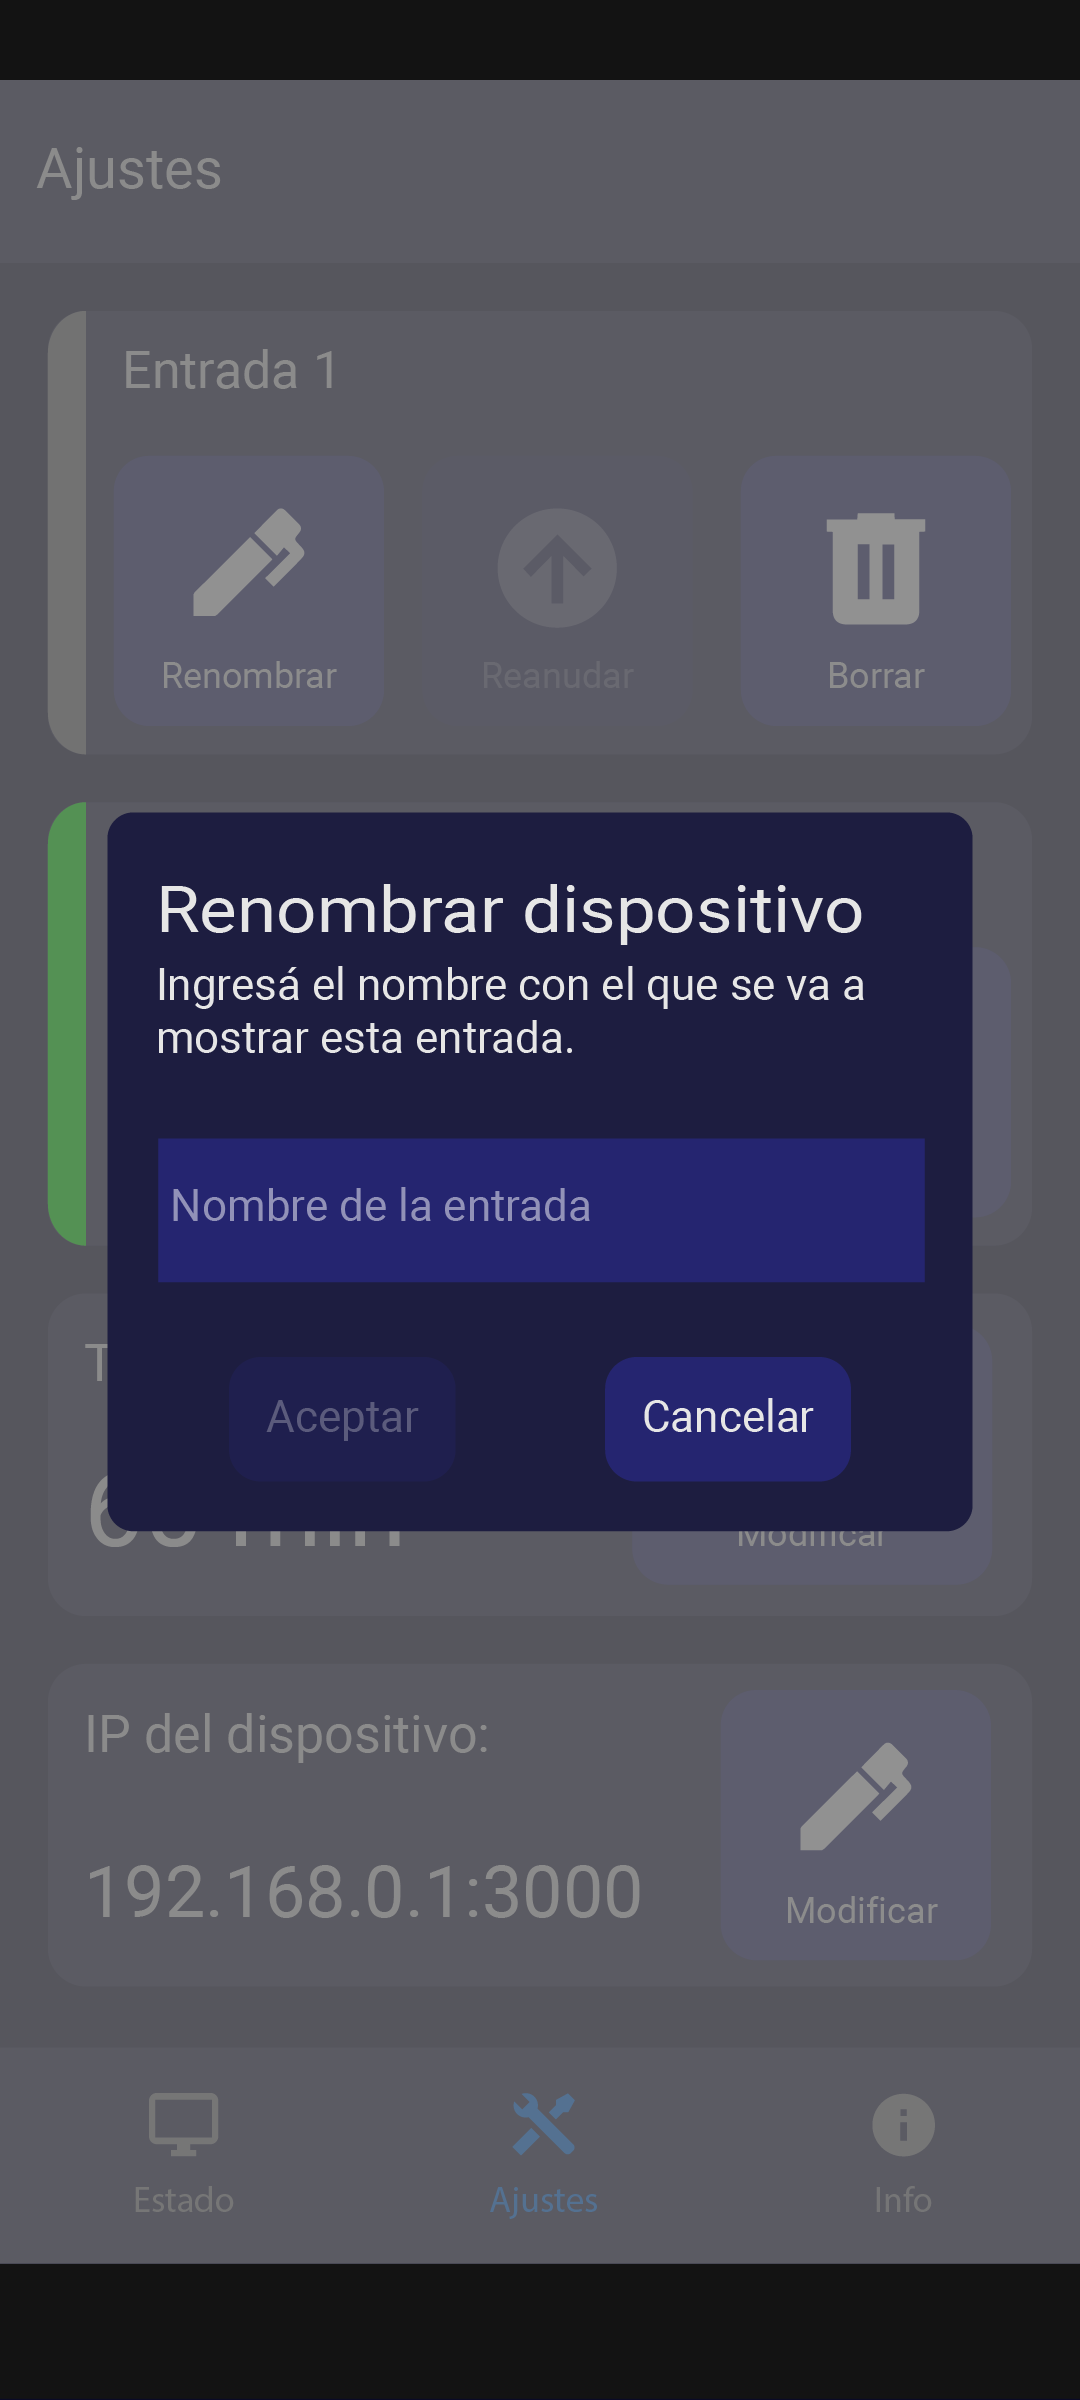 Ajustes
Entrada 1
Renombrar
Reanudar
Borrar
Renombrar dispositivo
Ingresá el nombre con el que se va a
mostrar esta entrada.
Nombre de la entrada
Aceptar
Cancelar
Modificar
IP del dispositivo:
192.168.0.1:3000
Modificar
Estado
Ajustes
Info